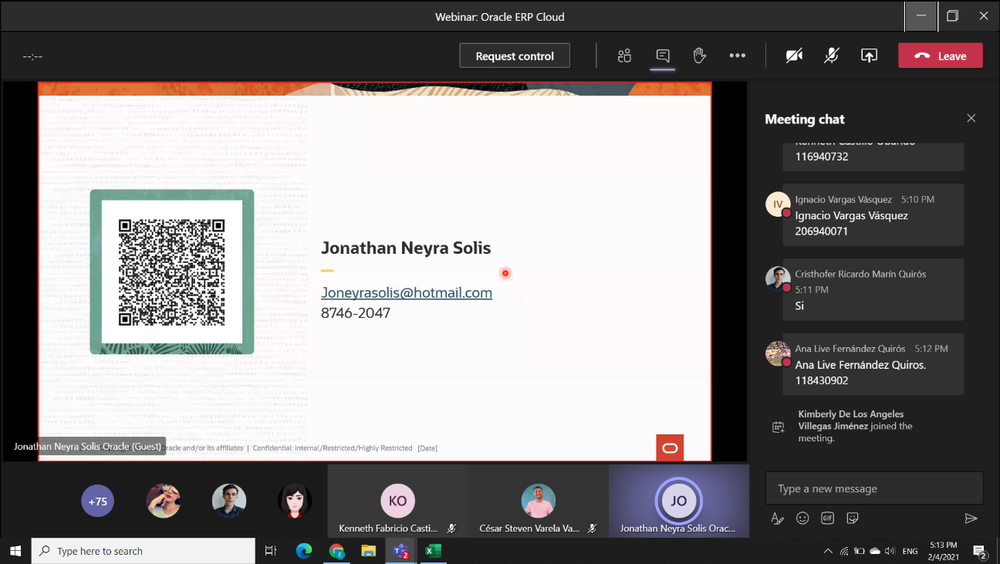 Webinar: Oracle ERP Cloud
--:--
Request control
Leave
Jonathan Neyra Solis
Joneyrasolis@hotmail.com
8746-2047
Jonathan Neyra Solis Oracle (Guest)
Oracle and/or its affiliates | Confidential: Internal/Restricted/Highly Restricted [Date]
Meeting chat
116940732
IV
Ignacio Vargas Vásquez 5:10 PM
Ignacio Vargas Vásquez
206940071
Cristhofer Ricardo Marín Quirós
5:11 PM
Si
Ana Live Fernández Quirós 5:12 PM
Ana Live Fernández Quiros.
118430902
Kimberly De Los Angeles
Villegas Jiménez joined the
meeting.
Type a new message
GIF
+75
KO
Kenneth Fabricio Casti...
César Steven Varela Va...
JO
Jonathan Neyra Solis Orac...
Type here to search
E
2
ENG
5:13 PM
2/4/2021
2